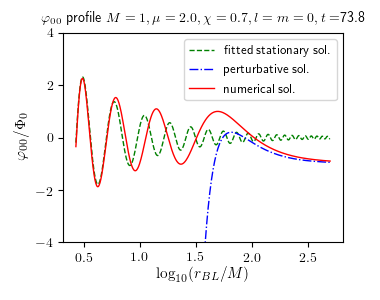 φ₀₀ profile M = 1, μ = 2.0, χ = 0.7, l = m = 0, t =73.8
φ₀₀/Φ₀
4
2
0
−2
−4
fitted stationary sol.
perturbative sol.
numerical sol.
0.5 1.0 1.5 2.0 2.5
log₁₀(r_BL/M)